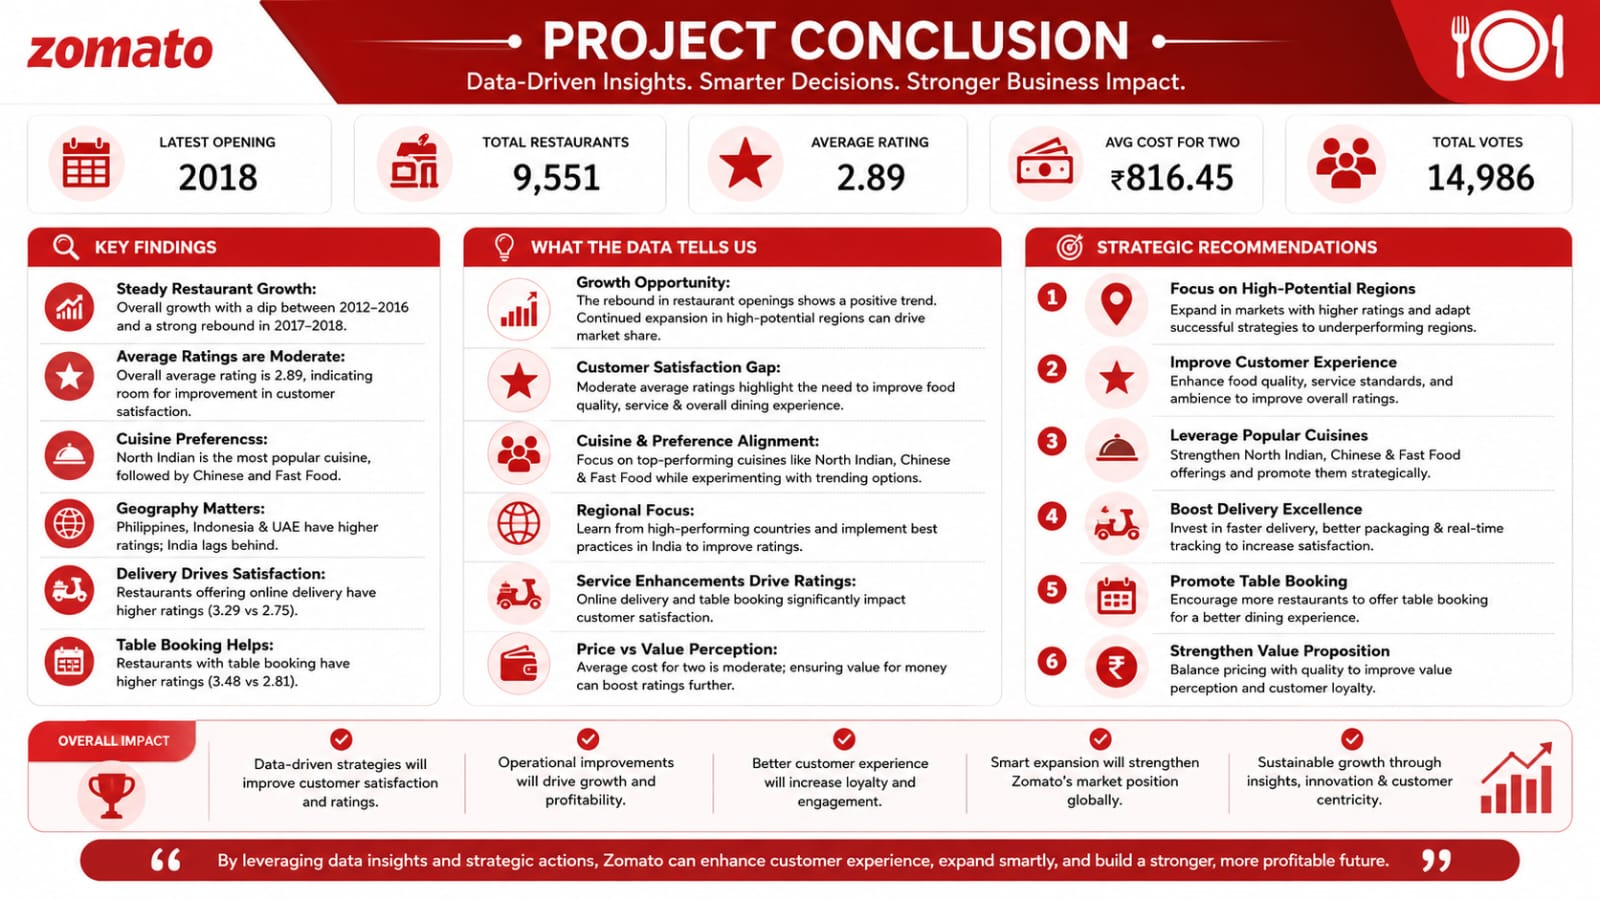 zomato
PROJECT CONCLUSION
Data-Driven Insights. Smarter Decisions. Stronger Business Impact.
LATEST OPENING
2018
TOTAL RESTAURANTS
9,551
AVERAGE RATING
2.89
AVG COST FOR TWO
₹816.45
TOTAL VOTES
14,986
KEY FINDINGS
Steady Restaurant Growth:
Overall growth with a dip between 2012–2016
and a strong rebound in 2017–2018.
Average Ratings are Moderate:
Overall average rating is 2.89, indicating
room for improvement in customer
satisfaction.
Cuisine Preferencss:
North Indian is the most popular cuisine,
followed by Chinese and Fast Food.
Geography Matters:
Philippines, Indonesia & UAE have higher
ratings; India lags behind.
Delivery Drives Satisfaction:
Restaurants offering online delivery have
higher ratings (3.29 vs 2.75).
Table Booking Helps:
Restaurants with table booking have
higher ratings (3.48 vs 2.81).
WHAT THE DATA TELLS US
Growth Opportunity:
The rebound in restaurant openings shows a positive trend.
Continued expansion in high-potential regions can drive
market share.
Customer Satisfaction Gap:
Moderate average ratings highlight the need to improve food
quality, service & overall dining experience.
Cuisine & Preference Alignment:
Focus on top-performing cuisines like North Indian, Chinese
& Fast Food while experimenting with trending options.
Regional Focus:
Learn from high-performing countries and implement best
practices in India to improve ratings.
Service Enhancements Drive Ratings:
Online delivery and table booking significantly impact
customer satisfaction.
Price vs Value Perception:
Average cost for two is moderate; ensuring value for money
can boost ratings further.
STRATEGIC RECOMMENDATIONS
1
Focus on High-Potential Regions
Expand in markets with higher ratings and adapt
successful strategies to underperforming regions.
2
Improve Customer Experience
Enhance food quality, service standards, and
ambience to improve overall ratings.
3
Leverage Popular Cuisines
Strengthen North Indian, Chinese & Fast Food
offerings and promote them strategically.
4
Boost Delivery Excellence
Invest in faster delivery, better packaging & real-time
tracking to increase satisfaction.
5
Promote Table Booking
Encourage more restaurants to offer table booking
for a better dining experience.
6
₹
Strengthen Value Proposition
Balance pricing with quality to improve value
perception and customer loyalty.
OVERALL IMPACT
Data-driven strategies will
improve customer satisfaction
and ratings.
Operational improvements
will drive growth and
profitability.
Better customer experience
will increase loyalty and
engagement.
Smart expansion will strengthen
Zomato's market position
globally.
Sustainable growth through
insights, innovation & customer
centricity.
“ By leveraging data insights and strategic actions, Zomato can enhance customer experience, expand smartly, and build a stronger, more profitable future. ”